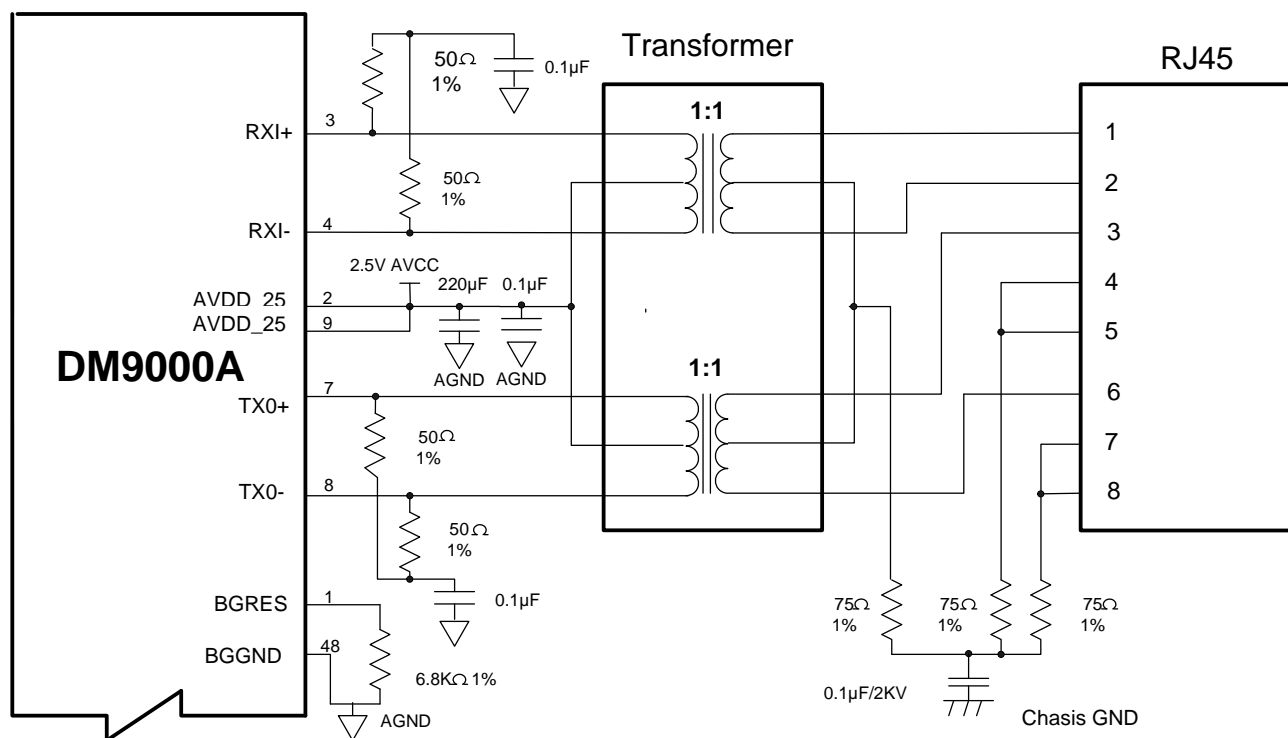 Transformer
RJ45
50Ω
1%
0.1µF
1:1
RXI+
3
1
50Ω
1%
2
RXI-
4
3
2.5V AVCC
220µF
0.1µF
4
AVDD_25
2
AVDD_25
9
5
DM9000A
AGND
AGND
1:1
TX0+
7
6
50Ω
1%
7
TX0-
8
8
50Ω
1%
BGRES
1
0.1µF
75Ω
1%
75Ω
1%
75Ω
1%
BGGND
48
6.8KΩ 1%
0.1µF/2KV
AGND
Chasis GND